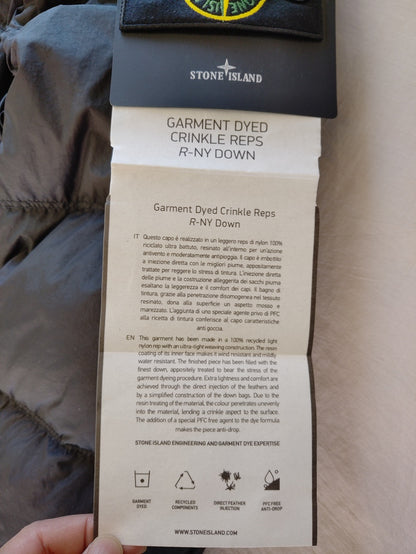 STONE ISLAND
STONE ISLAND
GARMENT DYED
CRINKLE REPS
R-NY DOWN
Garment Dyed Crinkle Reps
R-NY Down
IT Questo capo è realizzato in un leggero reps di nylon 100%
riciclato ultra battuto, resinato all'interno per un'azione
antivento e moderatamente antipioggia. Il capo è imbottito
a iniezione diretta con le migliori piume, appositamente
trattate per reggere lo stress di tintura. L'iniezione diretta
delle piume e la costruzione alleggerita dei sacchi piuma
esaltano la leggerezza e il comfort dei capi. Il bagno di
tintura, grazie alla penetrazione disomogenea nel tessuto
resinato, dona alla superficie un aspetto mosso e
marezzato. L'aggiunta di uno speciale agente privo di PFC
alla ricetta di tintura conferisce al capo caratteristiche
anti goccia.
EN This garment has been made in a 100% recycled light
nylon rep with an ultra-tight weaving construction. The resin
coating of its inner face makes it wind resistant and mildly
water resistant. The finished piece has been filled with the
finest down, appositely treated to bear the stress of the
garment dyeing procedure. Extra lightness and comfort are
achieved through the direct injection of the feathers and
by a simplified construction of the down bags. Due to the
resin treatment of the material, the colour penetrates unevenly
into the material, lending a crinkle aspect to the surface.
The addition of a special PFC free agent to the dye formula
makes the piece anti-drop.
STONE ISLAND ENGINEERING AND GARMENT DYE EXPERTISE
GARMENT DYED
RECYCLED COMPONENTS
DIRECT FEATHER INJECTION
PFC FREE ANTI-DROP
WWW.STONEISLAND.COM